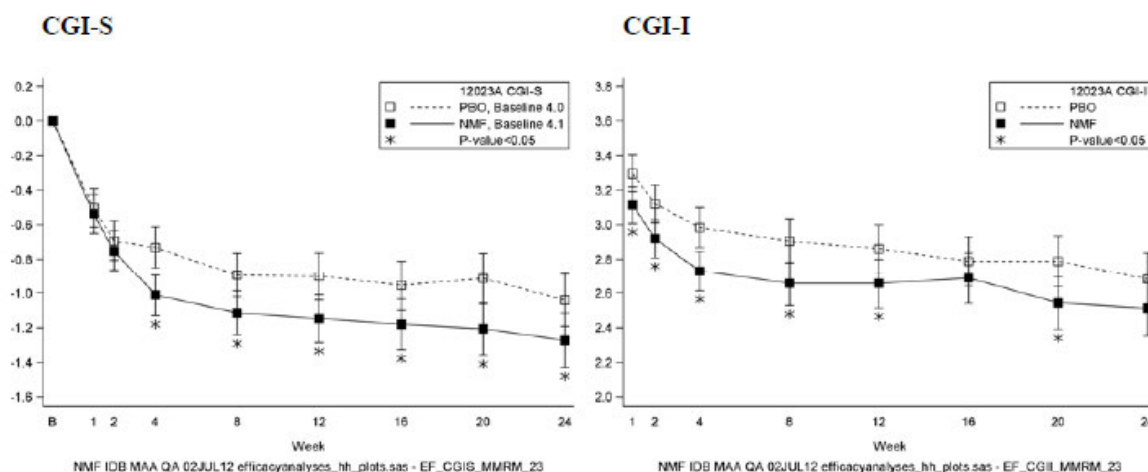 CGI-S
CGI-I
12023A CGI-S
PBO, Baseline 4.0
NMF, Baseline 4.1
P-value<0.05
0.2
0.0
-0.2
-0.4
-0.6
-0.8
-1.0
-1.2
-1.4
-1.6
B 1 2 4 8 12 16 20 24
Week
NMF IDB MAA QA 02JUL12 efficacyanalyses_hh_plots.sas - EF_CGIS_MMRM_23
12023A CGI-I
PBO
NMF
P-value<0.05
3.8
3.6
3.4
3.2
3.0
2.8
2.6
2.4
2.2
2.0
1 2 4 8 12 16 20
Week
NMF IDB MAA QA 02JUL12 efficacyanalyses_hh_plots.sas - EF_CGII_MMRM_23